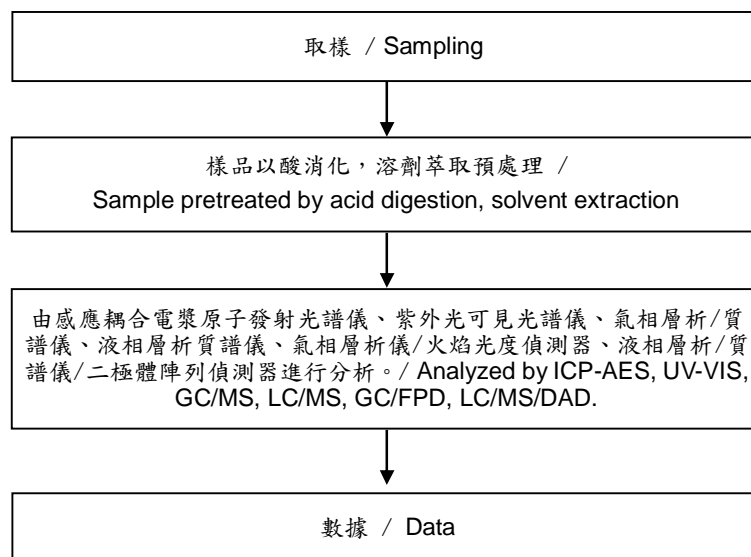 取樣 / Sampling
樣品以酸消化，溶劑萃取預處理 /
Sample pretreated by acid digestion, solvent extraction
由感應耦合電漿原子發射光譜儀、紫外光可見光譜儀、氣相層析/質
譜儀、液相層析質譜儀、氣相層析儀/火焰光度偵測器、液相層析/質
譜儀/二極體陣列偵測器進行分析。/ Analyzed by ICP-AES, UV-VIS,
GC/MS, LC/MS, GC/FPD, LC/MS/DAD.
數據 / Data